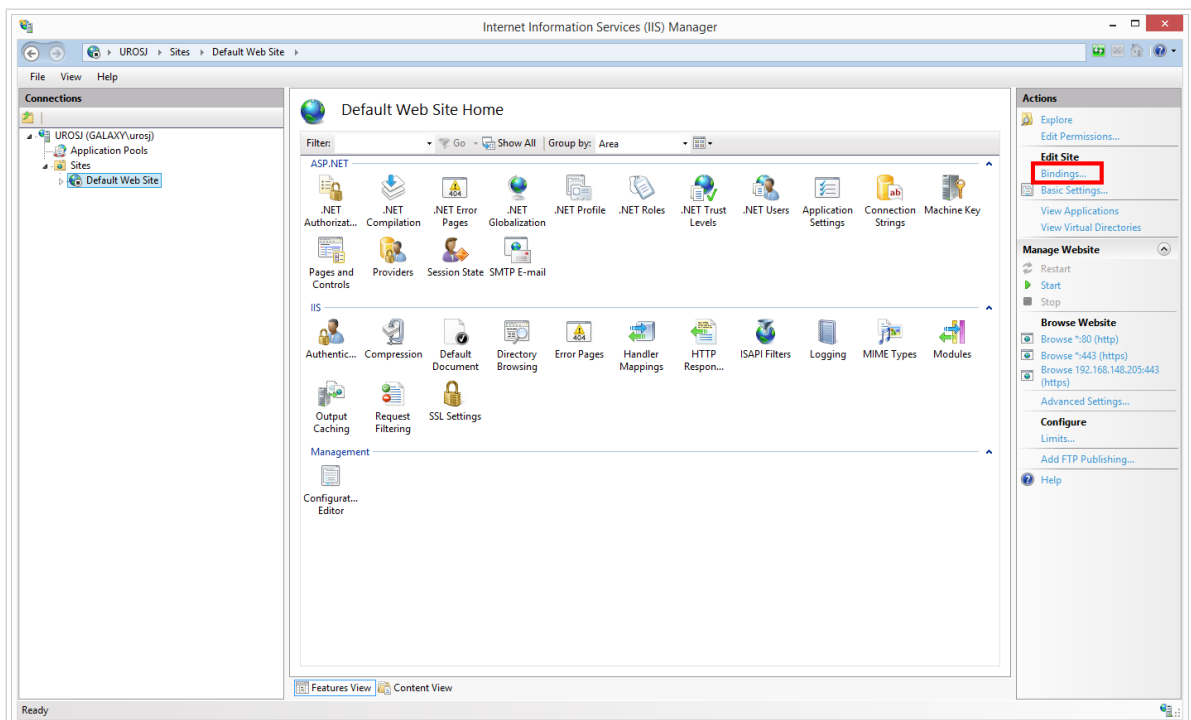 Internet Information Services (IIS) Manager
UROSJ Sites Default Web Site
File View Help
Connections
UROSJ (GALAXY\urosj)
Application Pools
Sites
Default Web Site
Default Web Site Home
Filter: Go Show All Group by: Area
ASP.NET
.NET Authorizat...
.NET Compilation
.NET Error Pages
.NET Globalization
.NET Profile
.NET Roles
.NET Trust Levels
.NET Users
Application Settings
Connection Strings
Machine Key
Pages and Controls
Providers
Session State
SMTP E-mail
IIS
Authentic...
Compression
Default Document
Directory Browsing
Error Pages
Handler Mappings
HTTP Respon...
ISAPI Filters
Logging
MIME Types
Modules
Output Caching
Request Filtering
SSL Settings
Management
Configurat... Editor
Features View Content View
Actions
Explore
Edit Permissions...
Edit Site
Bindings...
Basic Settings...
View Applications
View Virtual Directories
Manage Website
Restart
Start
Stop
Browse Website
Browse *:80 (http)
Browse *:443 (https)
Browse 192.168.148.205:443
(https)
Advanced Settings...
Configure
Limits...
Add FTP Publishing...
Help
Ready